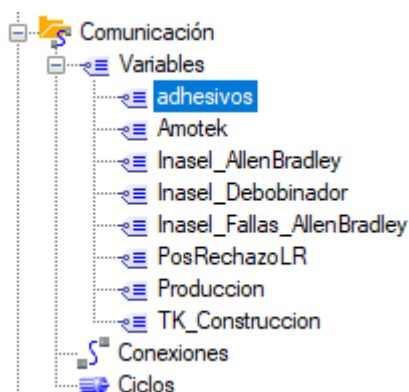 Comunicación
Variables
adhesivos
Amotek
Inasel_AllenBradley
Inasel_Debobinador
Inasel_Fallas_AllenBradley
PosRechazoLR
Produccion
TK_Construccion
Conexiones
Ciclos